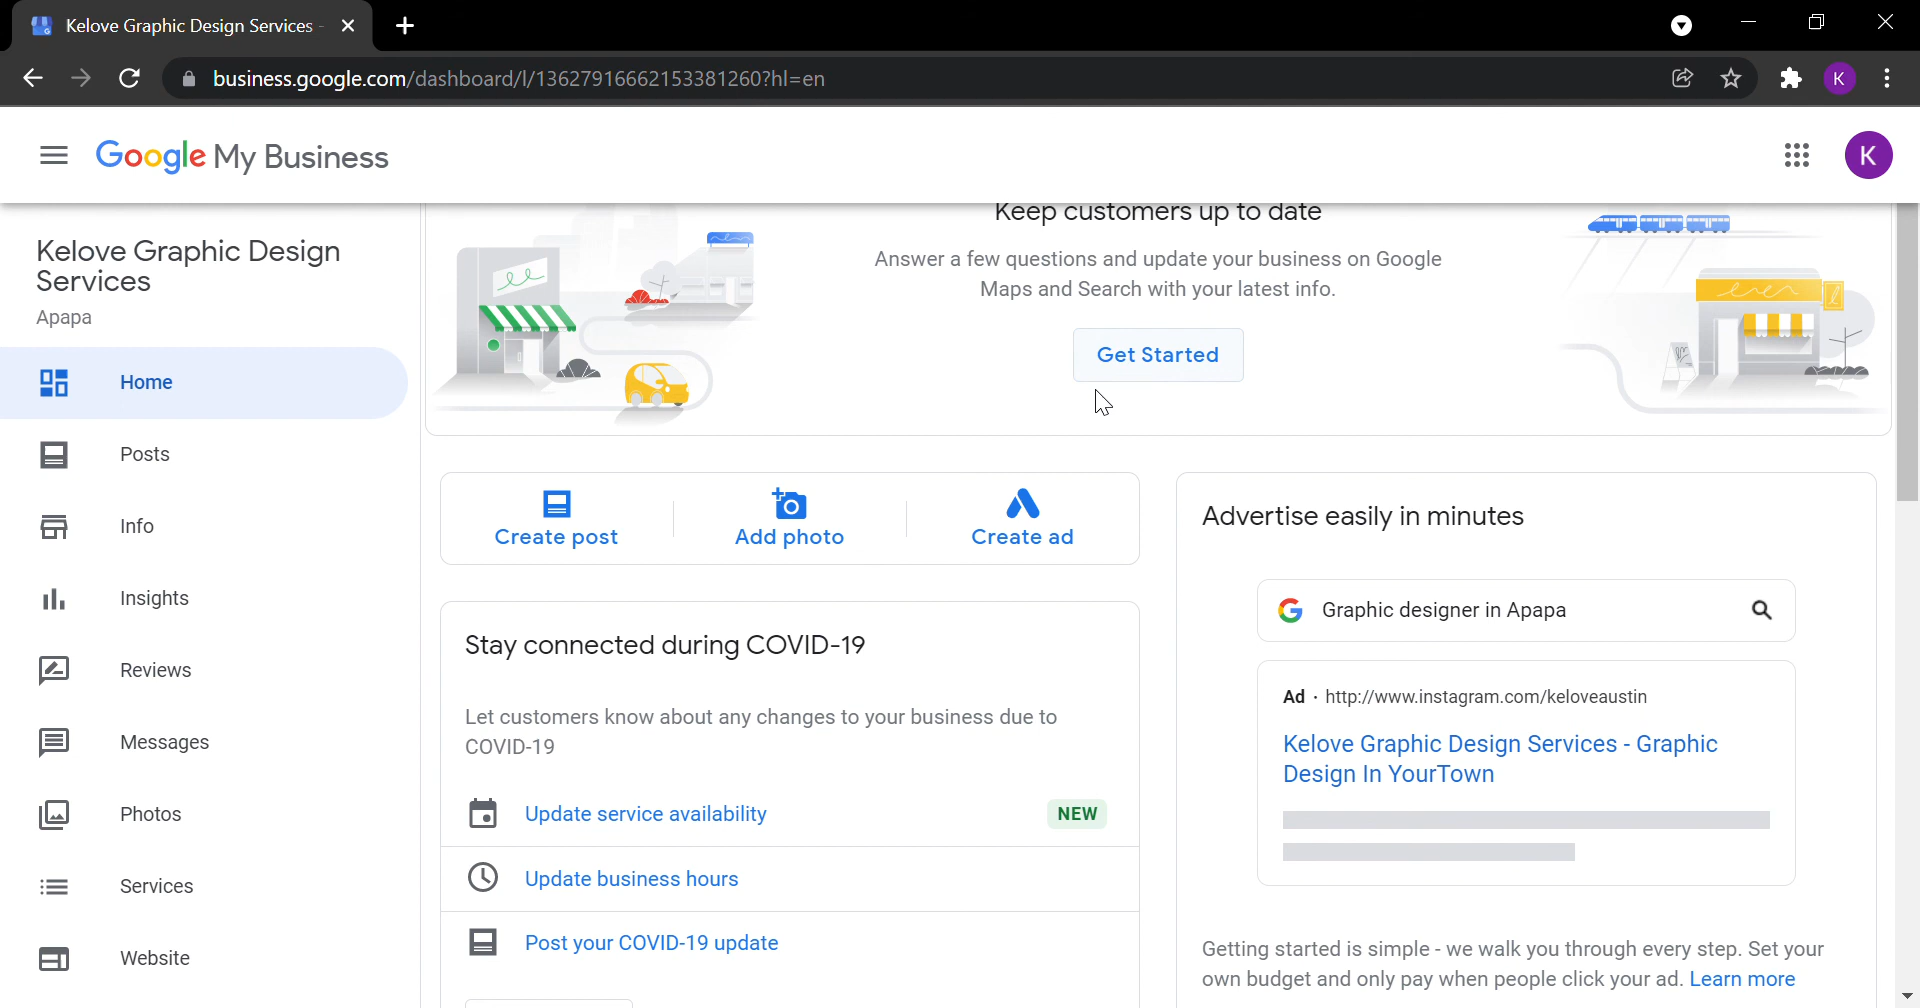 Kelove Graphic Design Services -
business.google.com/dashboard/l/13627916662153381260?hl=en
K
Google My Business
K
Kelove Graphic Design
Services
Apapa
Home
Posts
Info
Insights
Reviews
Messages
Photos
Services
Website
Keep customers up to date
Answer a few questions and update your business on Google
Maps and Search with your latest info.
Get Started
Create post
Add photo
Create ad
Stay connected during COVID-19
Let customers know about any changes to your business due to
COVID-19
Update service availability
NEW
Update business hours
Post your COVID-19 update
Advertise easily in minutes
G Graphic designer in Apapa
Ad · http://www.instagram.com/keloveaustin
Kelove Graphic Design Services - Graphic
Design In YourTown
Getting started is simple - we walk you through every step. Set your
own budget and only pay when people click your ad. Learn more